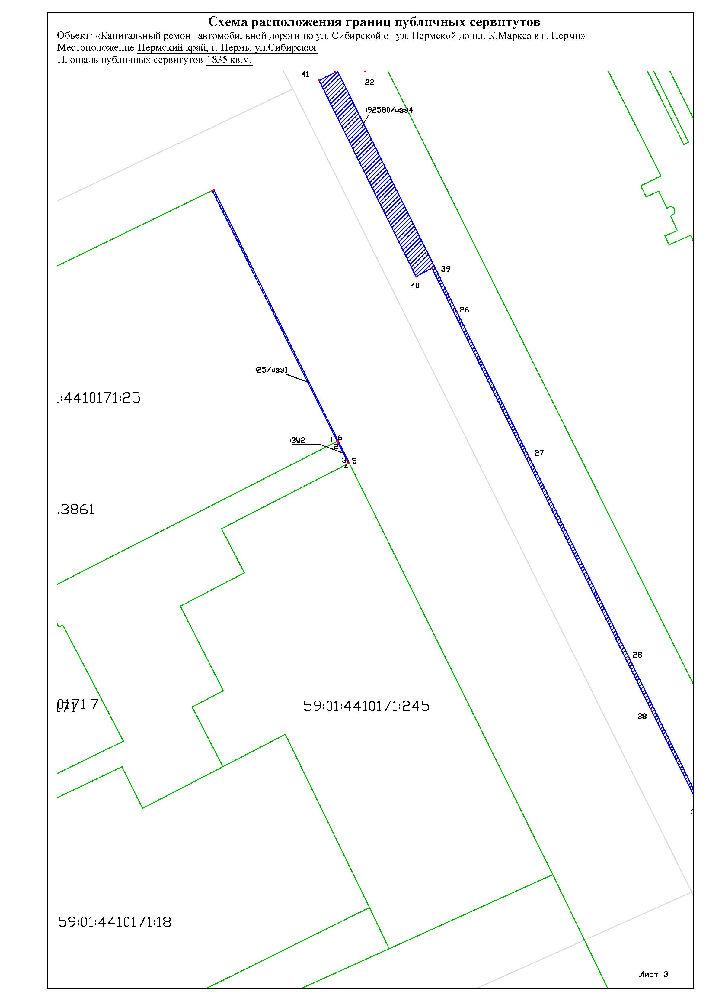 Схема расположения границ публичных сервитутов
Объект: «Капитальный ремонт автомобильной дороги по ул. Сибирской от ул. Пермской до пл. К.Маркса в г. Перми»
Местоположение:Пермский край, г. Пермь, ул.Сибирская
Площадь публичных сервитутов 1835 кв.м.
41
22
:92580/чзу4
39
40
26
:25/чзу1
:4410171:25
:ЗУ2
1
6
2
3
5
4
27
3861
28
0171:7
59:01:4410171:245
38
59:01:4410171:18
Лист 3